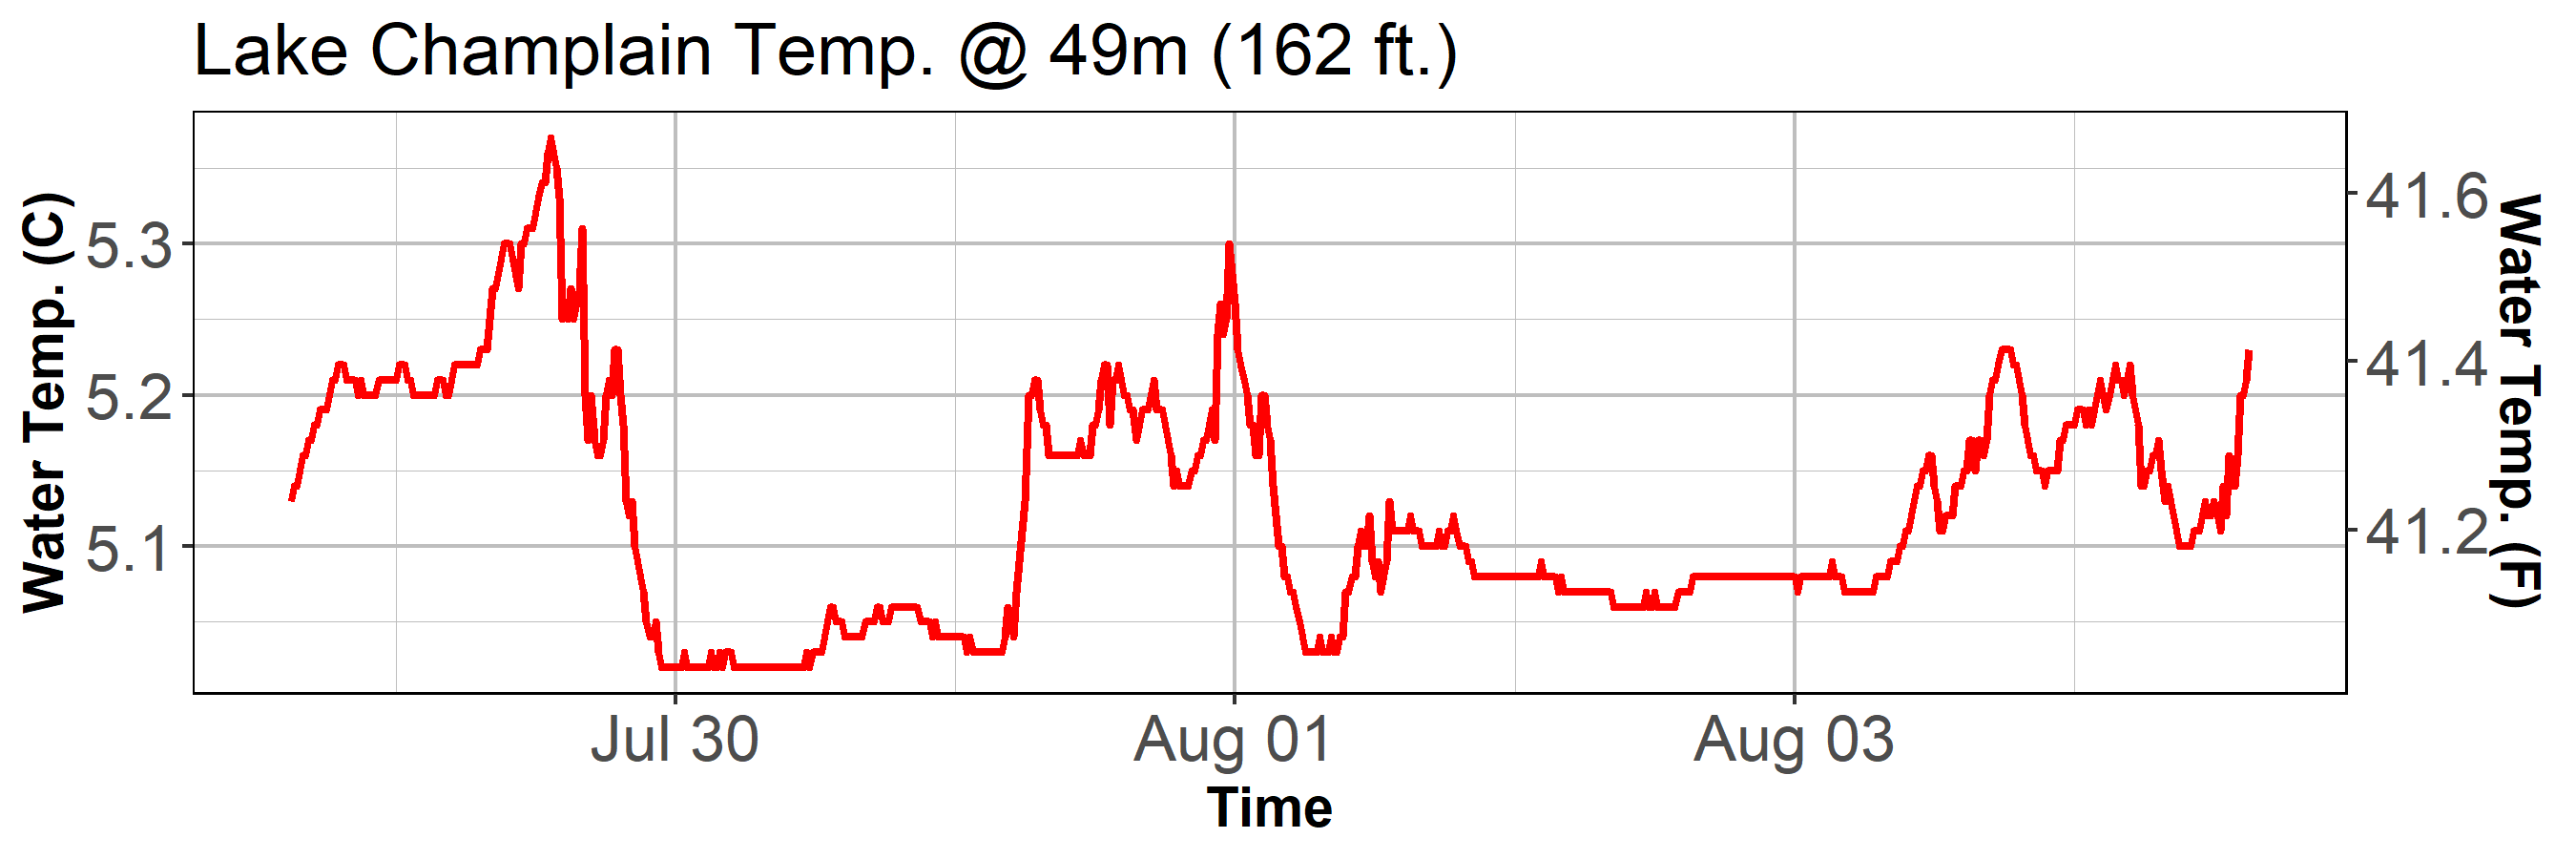 Lake Champlain Temp. @ 49m (162 ft.)
Water Temp. (C)
5.3
5.2
5.1
41.6
41.4
41.2
Water Temp. (F)
Jul 30
Aug 01
Aug 03
Time